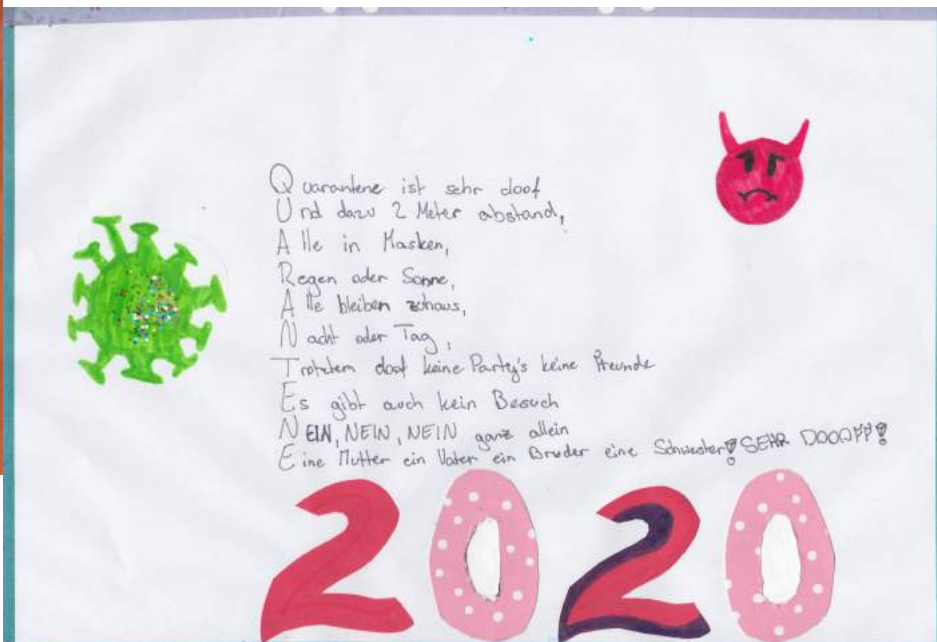 Quarantene ist sehr doof
Und dazu 2 Meter abstand,
Alle in Masken,
Regen oder Sonne,
Alle bleiben zuhaus,
Nacht oder Tag,
Trotztem doof keine Party's keine Freunde
Es gibt auch kein Besuch
NEIN, NEIN, NEIN ganz allein
Eine Mutter ein Vater ein Bruder eine Schwester! SEHR DOOOFF!
2020